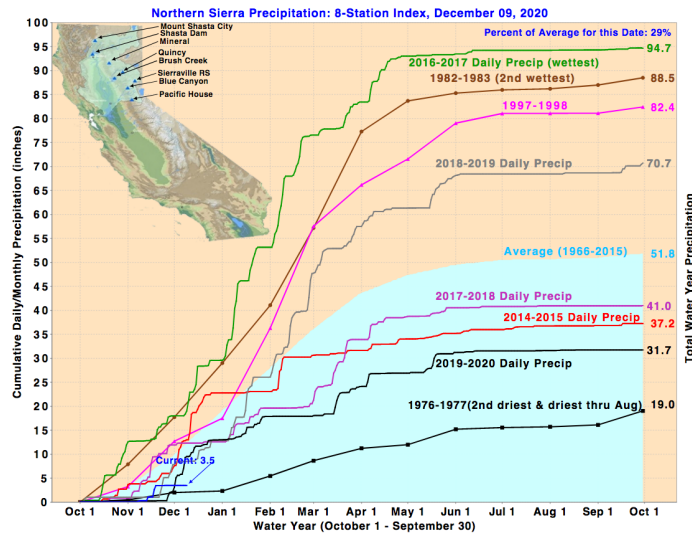 Northern Sierra Precipitation: 8-Station Index, December 09, 2020
Percent of Average for this Date: 29%
Mount Shasta City
Shasta Dam
Mineral
Quincy
Brush Creek
Sierraville RS
Blue Canyon
Pacific House
2016-2017 Daily Precip (wettest)
94.7
1982-1983 (2nd wettest)
88.5
1997-1998
82.4
2018-2019 Daily Precip
70.7
Average (1966-2015)
51.8
2017-2018 Daily Precip
41.0
2014-2015 Daily Precip
37.2
2019-2020 Daily Precip
31.7
1976-1977(2nd driest & driest thru Aug)
19.0
Current: 3.5
Cumulative Daily/Monthly Precipitation (inches)
100
95
90
85
80
75
70
65
60
55
50
45
40
35
30
25
20
15
10
5
0
Total Water Year Precipitation
Oct 1 Nov 1 Dec 1 Jan 1 Feb 1 Mar 1 Apr 1 May 1 Jun 1 Jul 1 Aug 1 Sep 1 Oct 1
Water Year (October 1 - September 30)